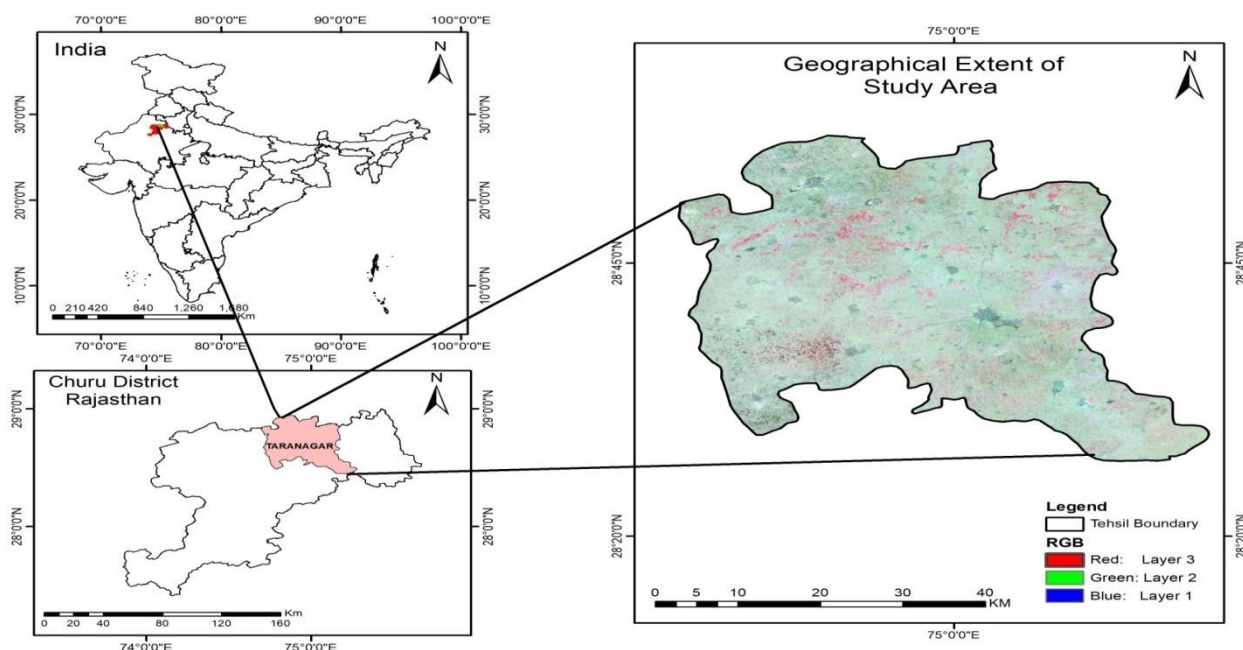 70°0'0"E 80°0'0"E 90°0'0"E 100°0'0"E
India
N
30°0'0"N
20°0'0"N
10°0'0"N
30°0'0"N
20°0'0"N
10°0'0"N
0 210 420 840 1,260 1,680
Km
70°0'0"E 80°0'0"E 90°0'0"E 100°0'0"E
74°0'0"E 75°0'0"E
Churu District
Rajasthan
N
29°0'0"N
28°0'0"N
29°0'0"N
28°0'0"N
TARANAGAR
Km
0 20 40 80 120 160
74°0'0"E 75°0'0"E
75°0'0"E
Geographical Extent of
Study Area
N
28°45'0"N
28°20'0"N
28°45'0"N
28°20'0"N
Legend
Tehsil Boundary
RGB
Red: Layer 3
Green: Layer 2
Blue: Layer 1
0 5 10 20 30 40
KM
75°0'0"E